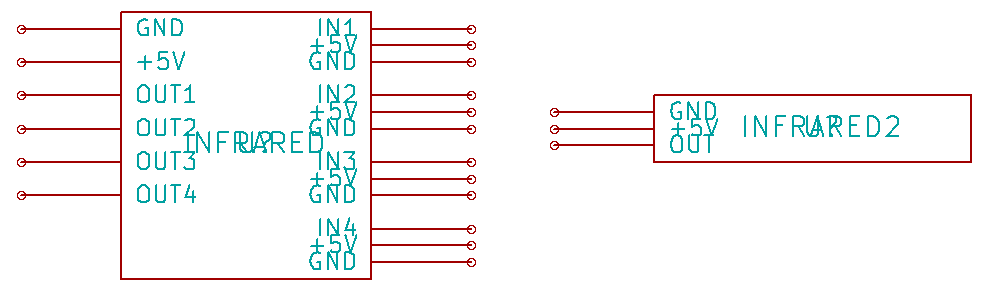 GND
+5V
OUT1
OUT2
OUT3
OUT4
INFRARED
U?
IN1
+5V
GND
IN2
+5V
GND
IN3
+5V
GND
IN4
+5V
GND
GND
+5V
OUT
INFRARED2
U?